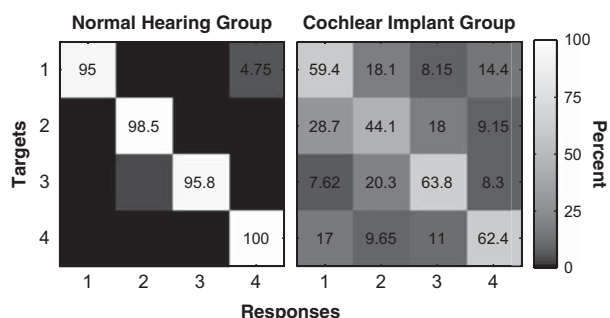 Normal Hearing Group Cochlear Implant Group
1 95 4.75 59.4 18.1 8.15 14.4 100
2 98.5 28.7 44.1 18 9.15 75
3 95.8 7.62 20.3 63.8 8.3 50
4 100 17 9.65 11 62.4 25
0
1 2 3 4 1 2 3 4
Targets
Responses
Percent